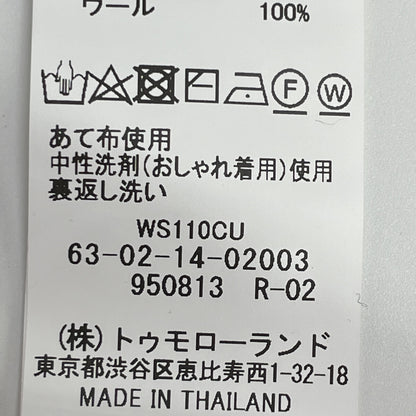 ウール 100%
F W
あて布使用
中性洗剤(おしゃれ着用)使用
裏返し洗い
WS110CU
63-02-14-02003
950813 R-02
(株)トゥモローランド
東京都渋谷区恵比寿西1-32-18
MADE IN THAILAND